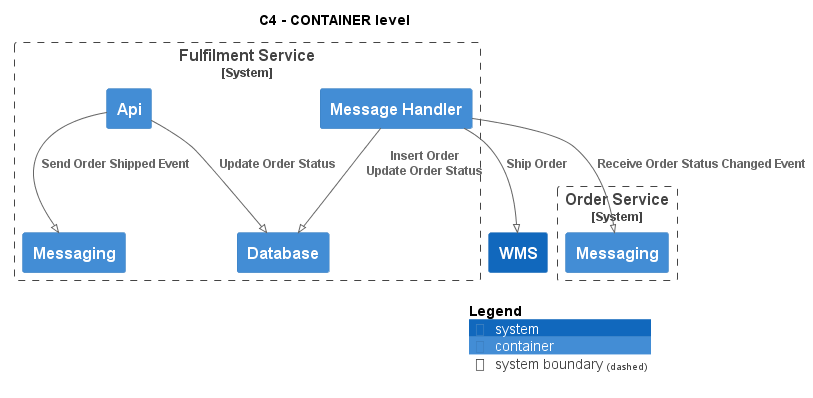 C4 - CONTAINER level
Fulfilment Service
[System]
Api
Message Handler
Send Order Shipped Event
Update Order Status
Insert Order
Update Order Status
Ship Order
Receive Order Status Changed Event
Order Service
[System]
Messaging
Database
WMS
Messaging
Legend
system
container
system boundary (dashed)